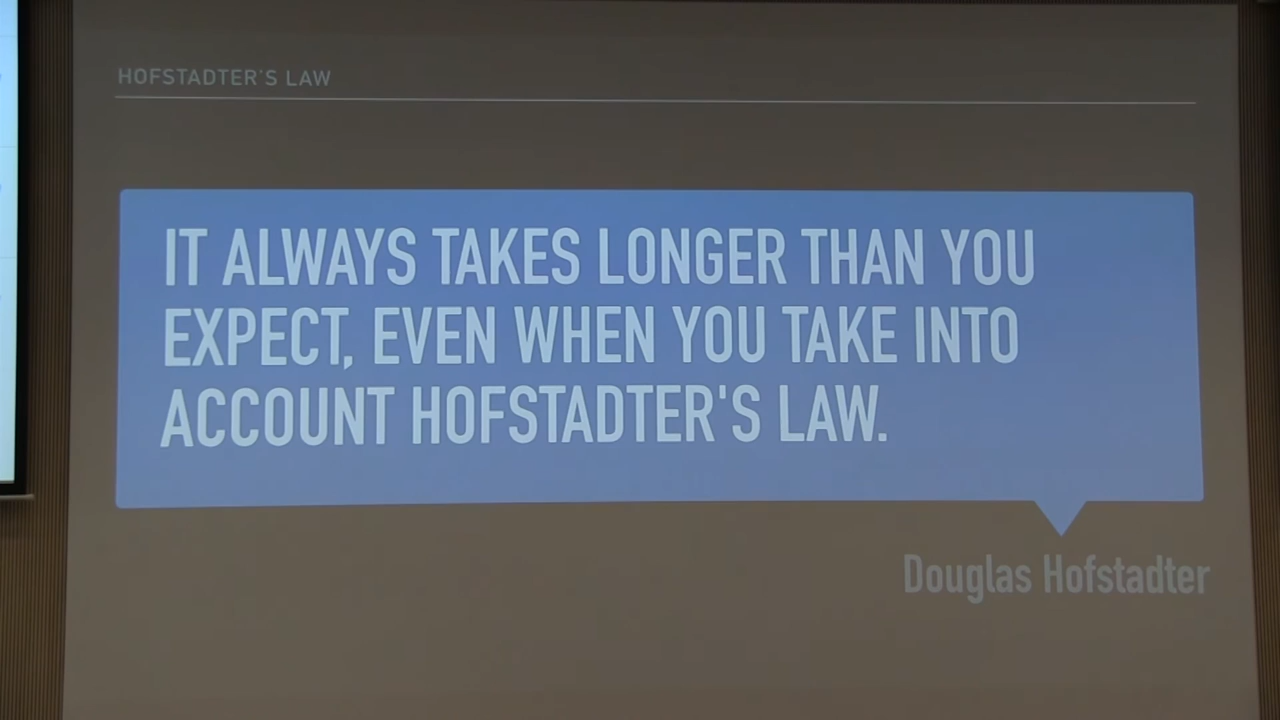 HOFSTADTER'S LAW
IT ALWAYS TAKES LONGER THAN YOU
EXPECT, EVEN WHEN YOU TAKE INTO
ACCOUNT HOFSTADTER'S LAW.
Douglas Hofstadter